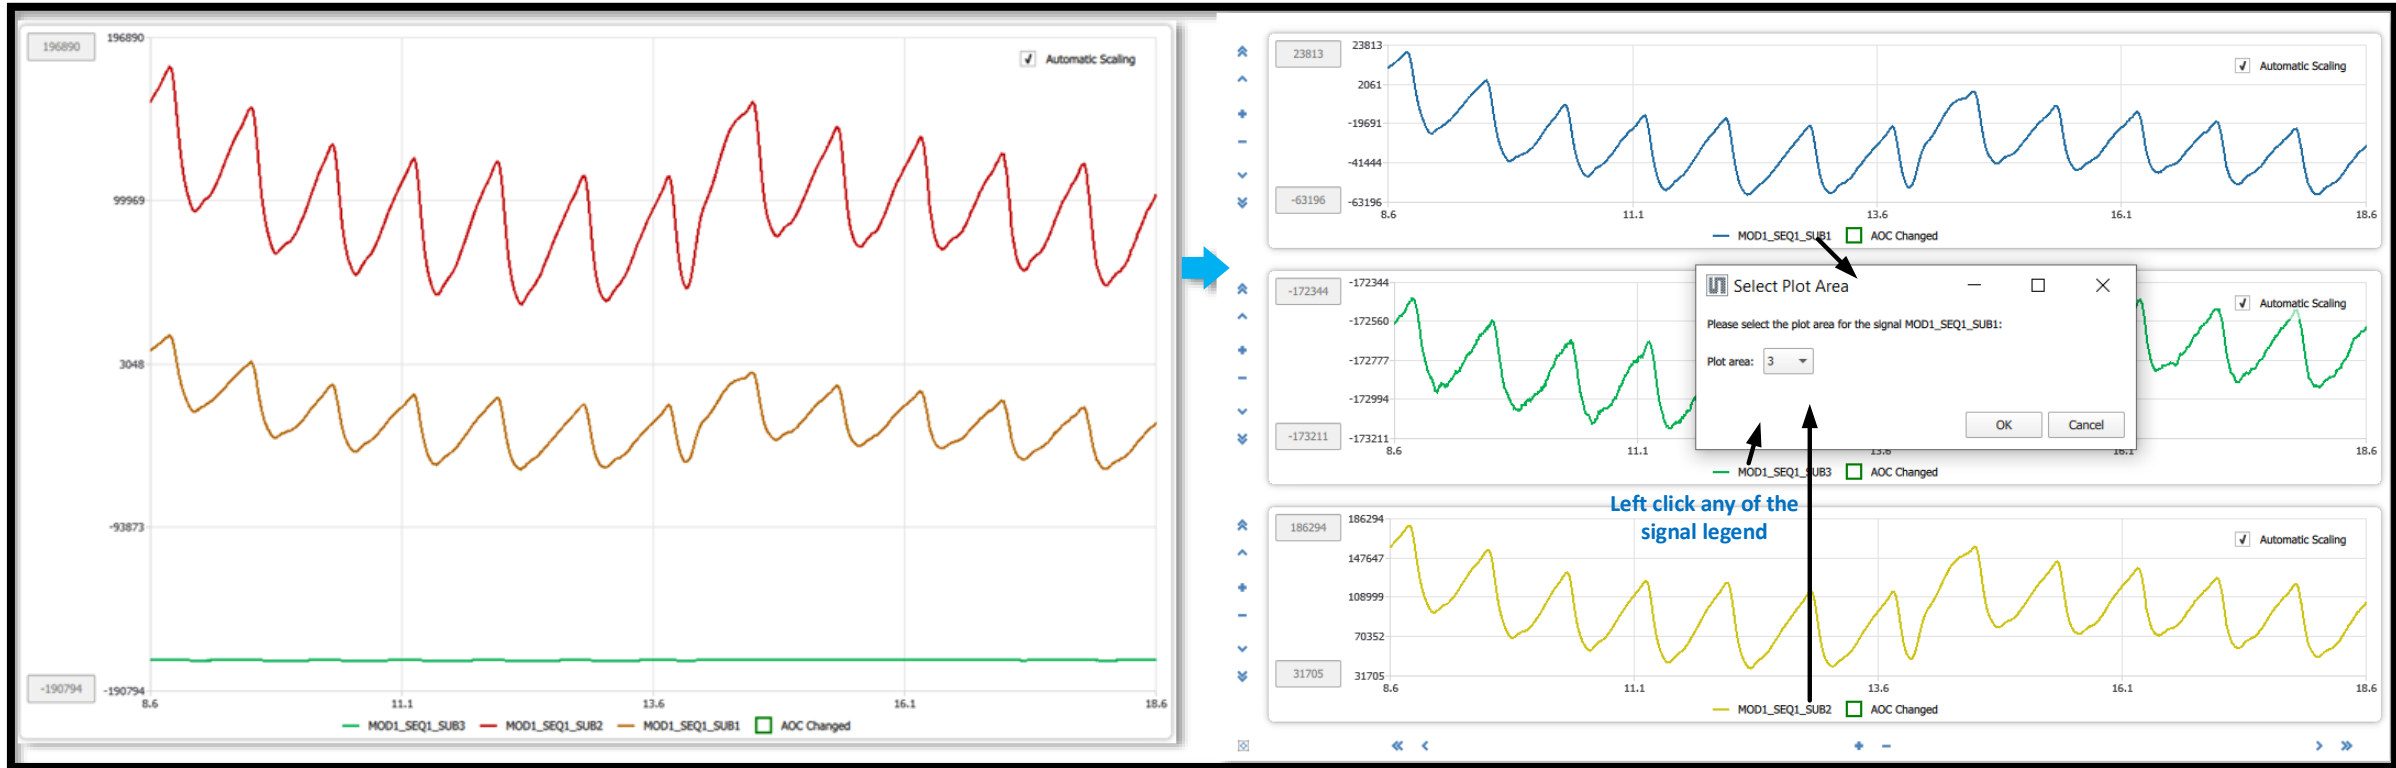 196890
196890
Automatic Scaling
99969
3048
-93873
-190794
-190794
8.6
11.1
13.6
16.1
18.6
MOD1_SEQ1_SUB3
MOD1_SEQ1_SUB2
MOD1_SEQ1_SUB1
AOC Changed
23813
23813
Automatic Scaling
2061
-19691
-41444
-63196
-63196
8.6
11.1
13.6
16.1
18.6
MOD1_SEQ1_SUB1
AOC Changed
-172344
-172344
Automatic Scaling
-172560
-172777
-172994
-173211
-173211
8.6
11.1
13.6
16.1
18.6
MOD1_SEQ1_SUB3
AOC Changed
Select Plot Area
Please select the plot area for the signal MOD1_SEQ1_SUB1:
Plot area: 3
OK
Cancel
Left click any of the
signal legend
186294
186294
Automatic Scaling
147647
108999
70352
31705
31705
8.6
11.1
13.6
16.1
18.6
MOD1_SEQ1_SUB2
AOC Changed